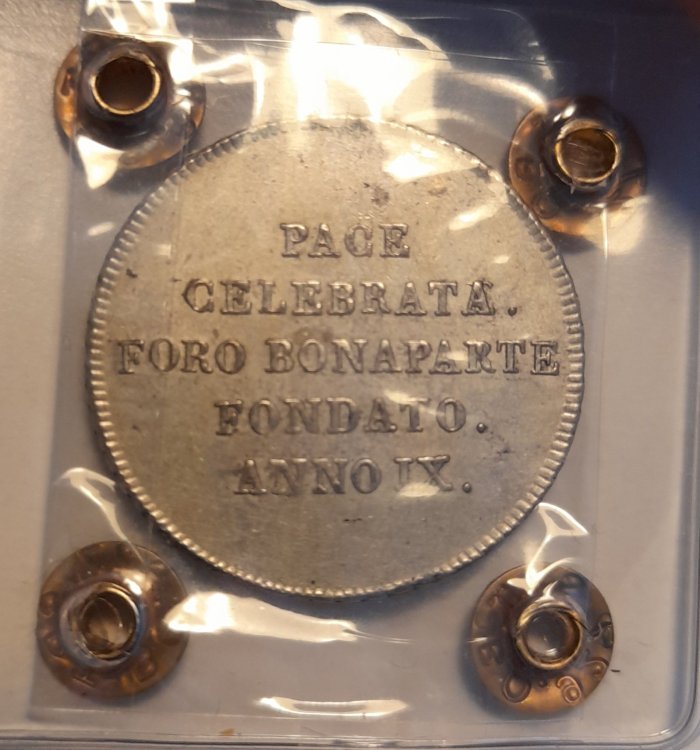 PACE
CELEBRATA.
FORO BONAPARTE
FONDATO.
ANNO IX.